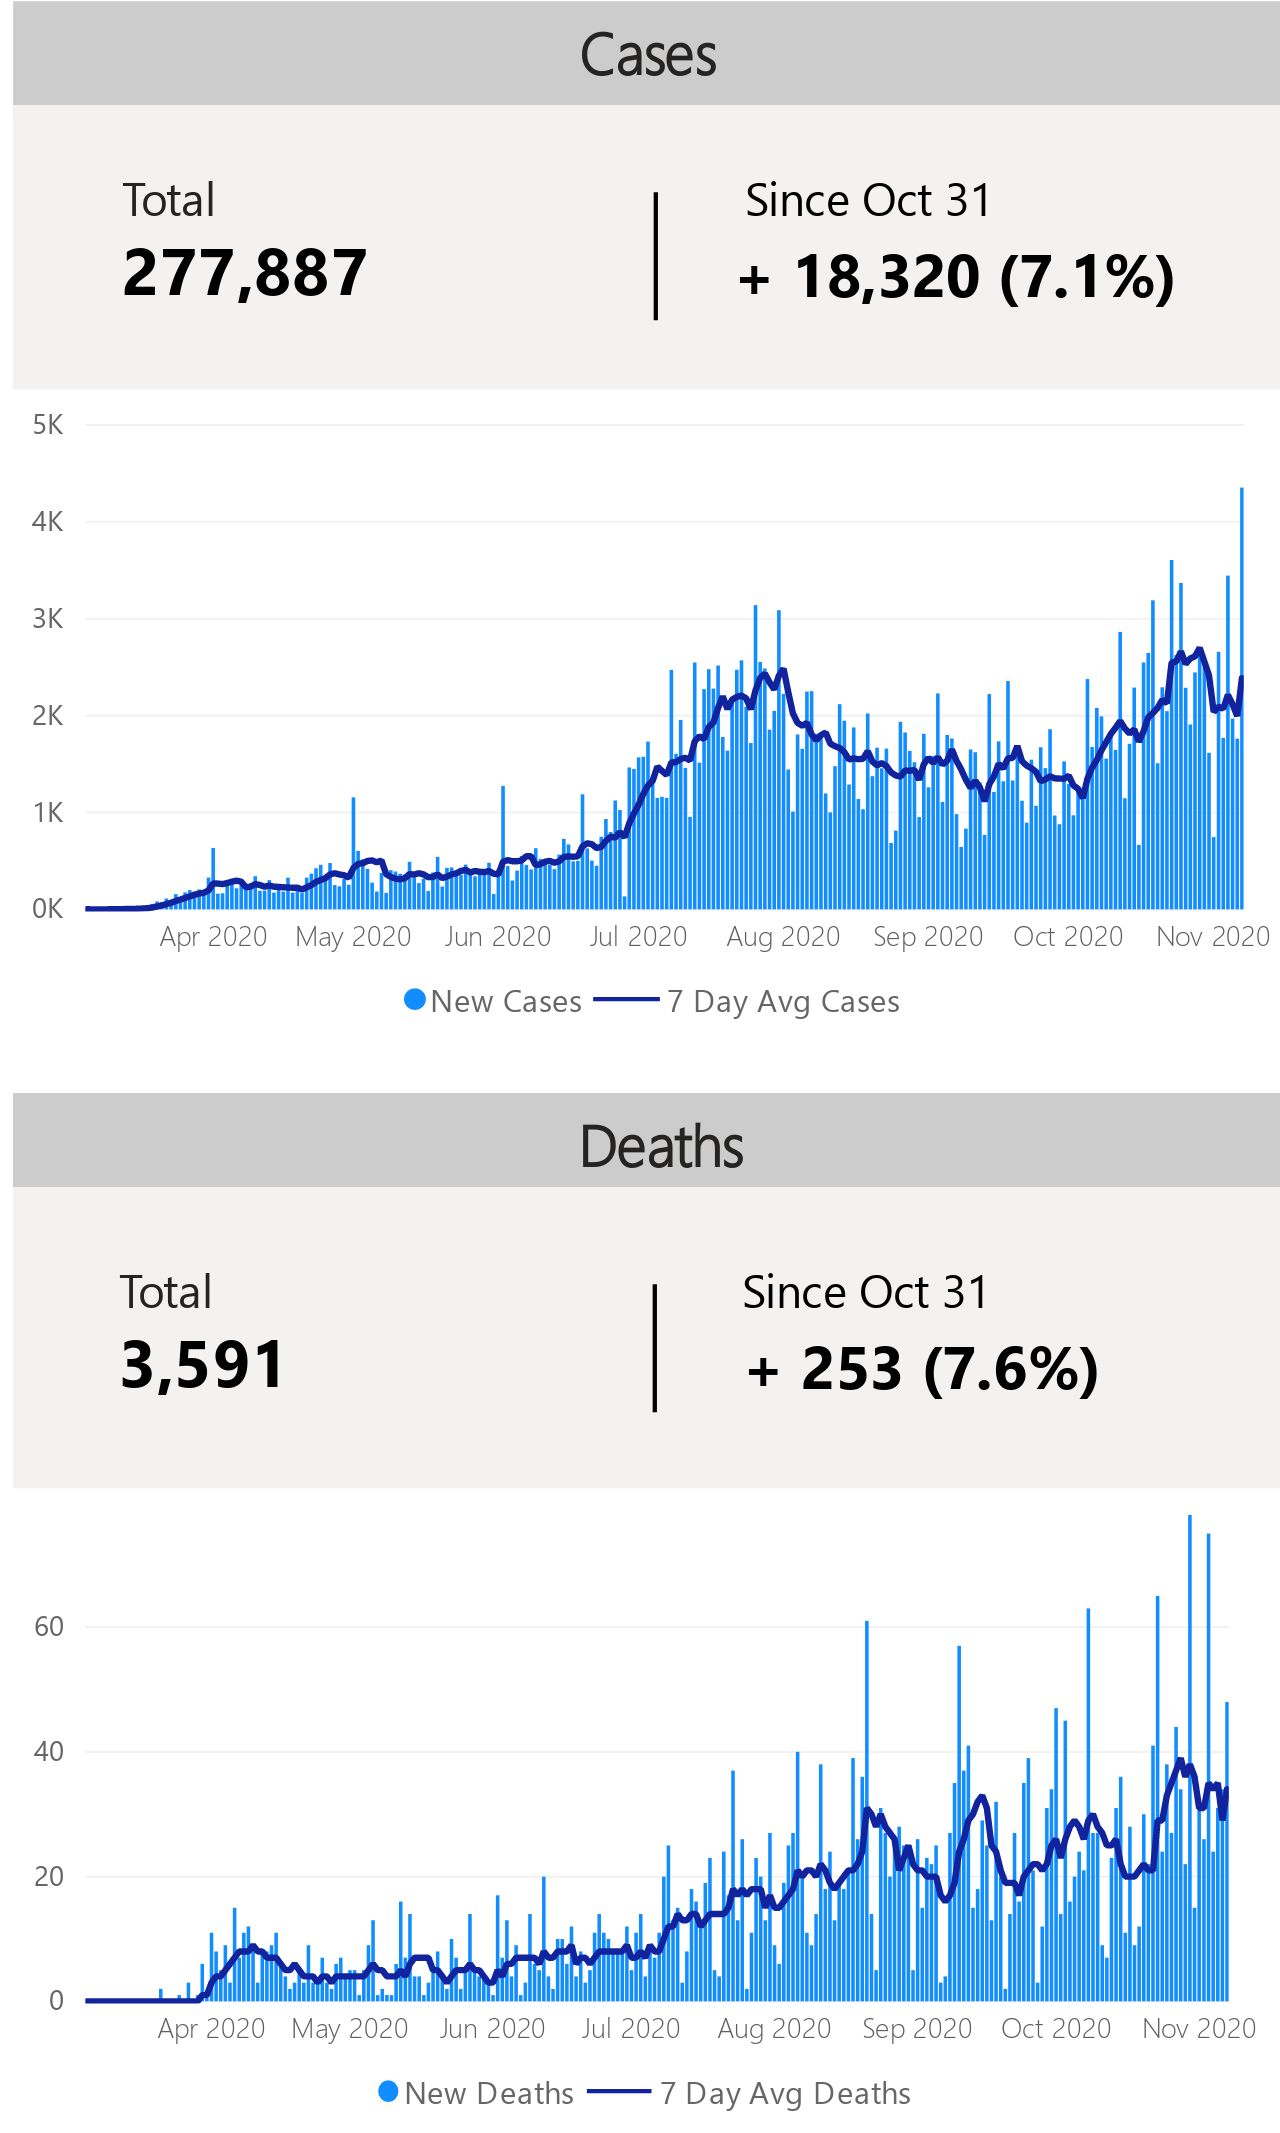 Cases
Total
277,887
Since Oct 31
+ 18,320 (7.1%)
5K
4K
3K
2K
1K
0K
Apr 2020 May 2020 Jun 2020 Jul 2020 Aug 2020 Sep 2020 Oct 2020 Nov 2020
New Cases 7 Day Avg Cases
Deaths
Total
3,591
Since Oct 31
+ 253 (7.6%)
60
40
20
0
Apr 2020 May 2020 Jun 2020 Jul 2020 Aug 2020 Sep 2020 Oct 2020 Nov 2020
New Deaths 7 Day Avg Deaths